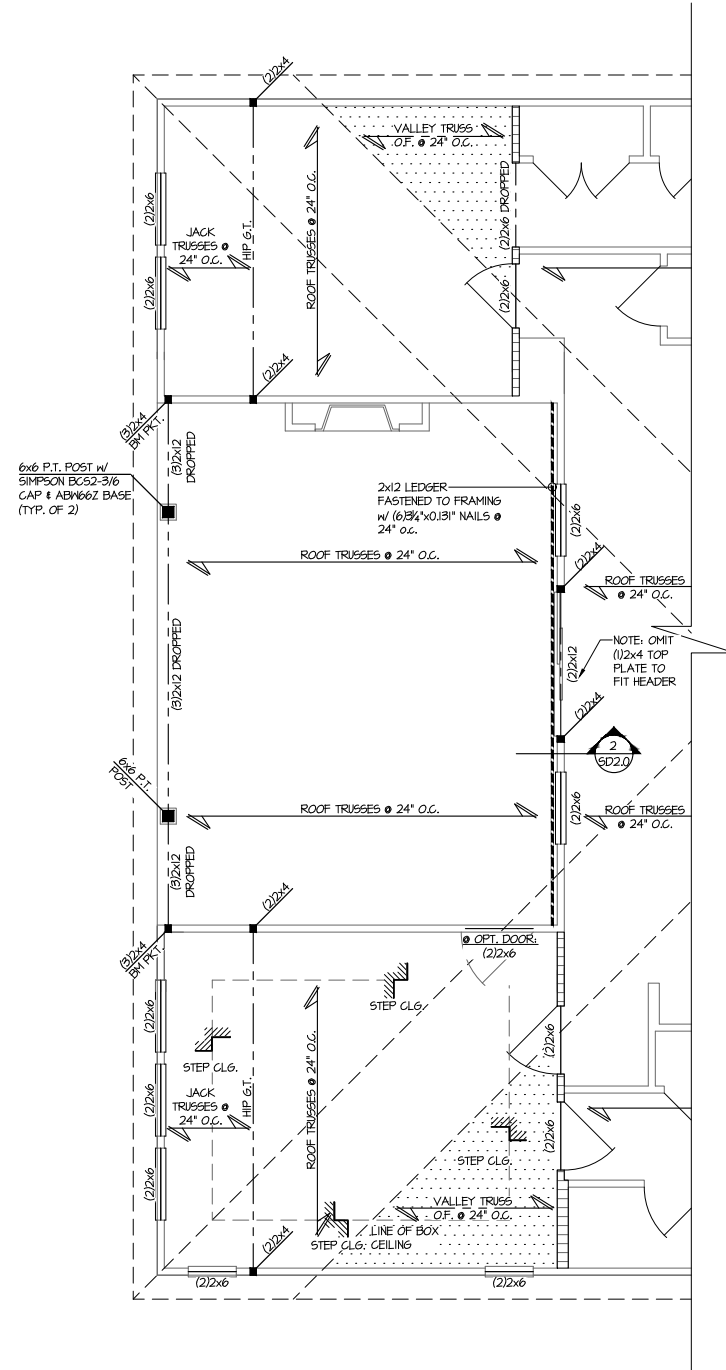 (2)2x4
VALLEY TRUSS
O.F. @ 24" O.C.
(2)2x6
JACK
TRUSSES @
24" O.C.
HIP G.T.
ROOF TRUSSES @ 24" O.C.
(2)2x6 DROPPED
(2)2x6
(2)2x6
(2)2x4
(3)2x4
BM PKT.
(3)2x12
DROPPED
6x6 P.T. POST W/
SIMPSON BCS2-3/6
CAP & ABW66Z BASE
(TYP. OF 2)
2x12 LEDGER
FASTENED TO FRAMING
W/ (6)3¼"x0.131" NAILS @
24" O.C.
(2)2x6
ROOF TRUSSES @ 24" O.C.
(2)2x4
ROOF TRUSSES
@ 24" O.C.
(3)2x12 DROPPED
(2)2x12
NOTE: OMIT
(1)2x4 TOP
PLATE TO
FIT HEADER
(2)2x4
2
SD2.0
6x6 P.T.
POST
ROOF TRUSSES @ 24" O.C.
(2)2x6
ROOF TRUSSES
@ 24" O.C.
(3)2x12
DROPPED
(2)2x4
(3)2x4
BM PKT.
@ OPT. DOOR:
(2)2x6
(2)2x6
STEP CLG.
STEP CLG.
(2)2x6
JACK
TRUSSES @
24" O.C.
HIP G.T.
ROOF TRUSSES @ 24" O.C.
(2)2x6
(2)2x6
STEP CLG.
(2)2x6
VALLEY TRUSS
O.F. @ 24" O.C.
LINE OF BOX
CEILING
STEP CLG.
(2)2x4
(2)2x6
(2)2x6